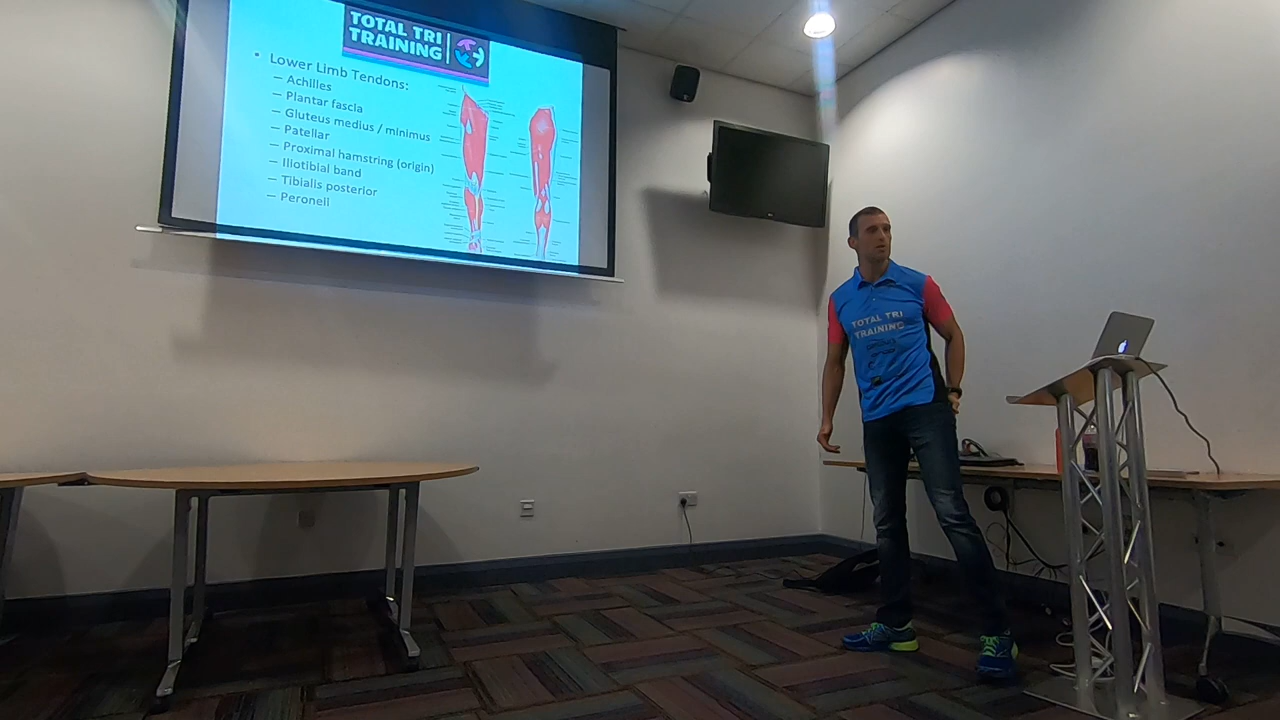 TOTAL TRI
TRAINING
• Lower Limb Tendons:
– Achilles
– Plantar fascia
– Gluteus medius / minimus
– Patellar
– Proximal hamstring (origin)
– Iliotibial band
– Tibialis posterior
– Peroneil
TOTAL TRI
TRAINING